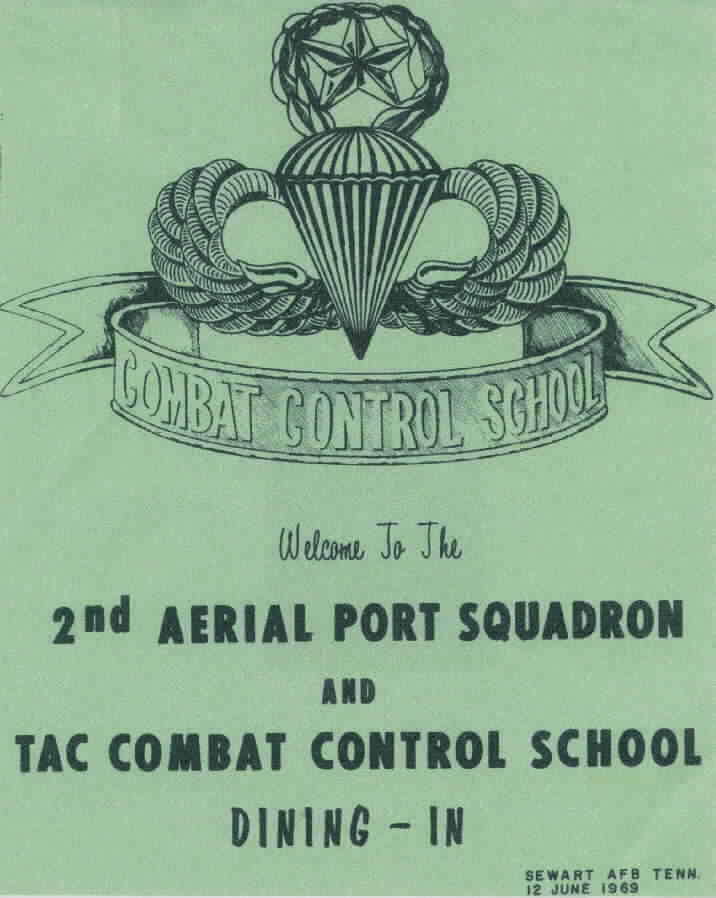 COMBAT CONTROL SCHOOL
Welcome To The
2nd AERIAL PORT SQUADRON
AND
TAC COMBAT CONTROL SCHOOL
DINING - IN
SEWART AFB TENN.
12 JUNE 1969